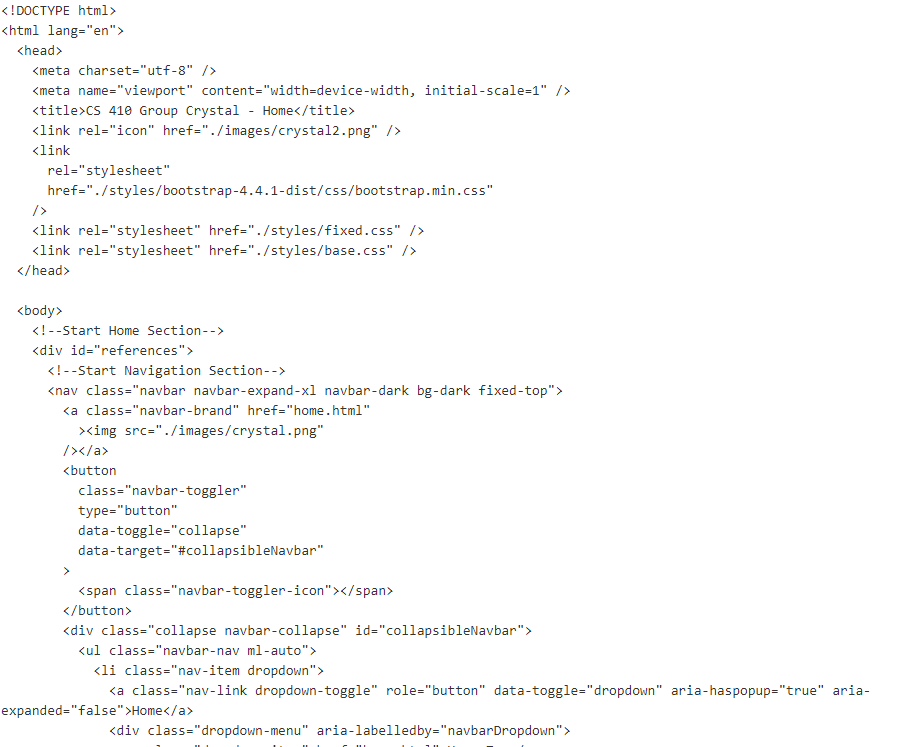 <!DOCTYPE html>
<html lang="en">
  <head>
    <meta charset="utf-8" />
    <meta name="viewport" content="width=device-width, initial-scale=1" />
    <title>CS 410 Group Crystal - Home</title>
    <link rel="icon" href="./images/crystal2.png" />
    <link
      rel="stylesheet"
      href="./styles/bootstrap-4.4.1-dist/css/bootstrap.min.css"
    />
    <link rel="stylesheet" href="./styles/fixed.css" />
    <link rel="stylesheet" href="./styles/base.css" />
  </head>

  <body>
    <!--Start Home Section-->
    <div id="references">
      <!--Start Navigation Section-->
      <nav class="navbar navbar-expand-xl navbar-dark bg-dark fixed-top">
        <a class="navbar-brand" href="home.html"
          ><img src="./images/crystal.png"
        /></a>
        <button
          class="navbar-toggler"
          type="button"
          data-toggle="collapse"
          data-target="#collapsibleNavbar"
        >
          <span class="navbar-toggler-icon"></span>
        </button>
        <div class="collapse navbar-collapse" id="collapsibleNavbar">
          <ul class="navbar-nav ml-auto">
            <li class="nav-item dropdown">
              <a class="nav-link dropdown-toggle" role="button" data-toggle="dropdown" aria-haspopup="true" aria-
expanded="false">Home</a>
              <div class="dropdown-menu" aria-labelledby="navbarDropdown">